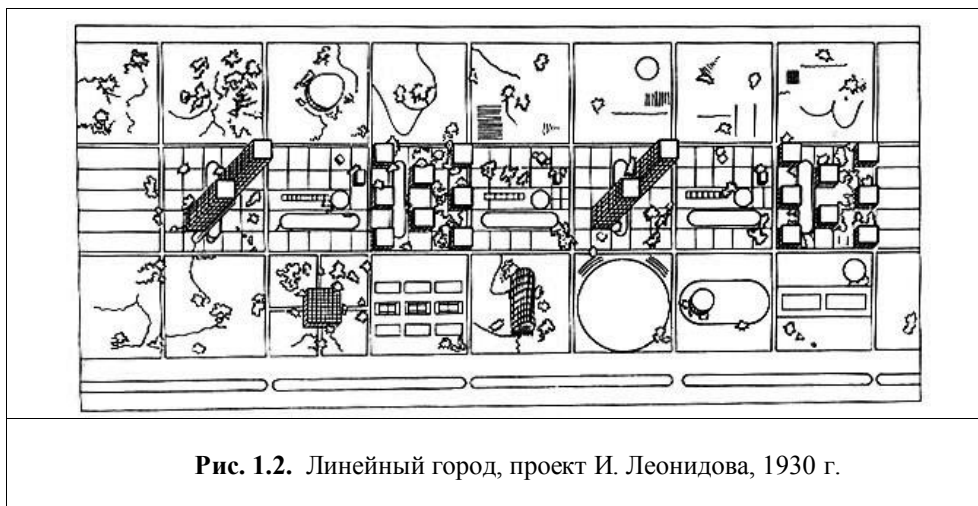 Рис. 1.2. Линейный город, проект И. Леонидова, 1930 г.